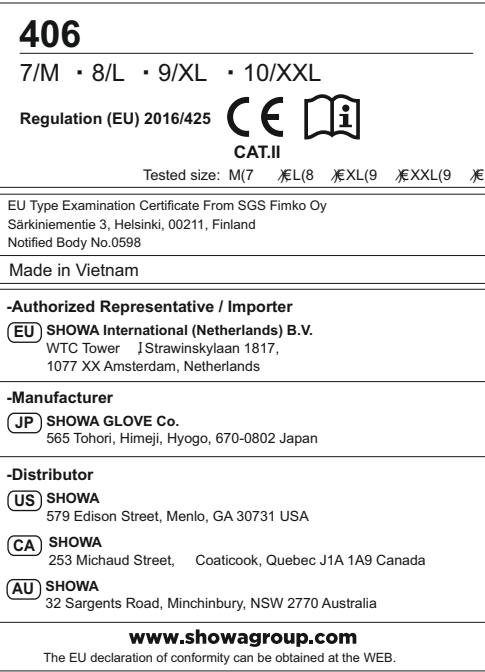 406
7/M ・8/L ・9/XL ・10/XXL
Regulation (EU) 2016/425 CE i
CAT.II
Tested size: M(7 L(8 XL(9 XXL(9
EU Type Examination Certificate From SGS Fimko Oy
Särkiniementie 3, Helsinki, 00211, Finland
Notified Body No.0598
Made in Vietnam
-Authorized Representative / Importer
EU SHOWA International (Netherlands) B.V.
WTC Tower Strawinskylaan 1817,
1077 XX Amsterdam, Netherlands
-Manufacturer
JP SHOWA GLOVE Co.
565 Tohori, Himeji, Hyogo, 670-0802 Japan
-Distributor
US SHOWA
579 Edison Street, Menlo, GA 30731 USA
CA SHOWA
253 Michaud Street, Coaticook, Quebec J1A 1A9 Canada
AU SHOWA
32 Sargents Road, Minchinbury, NSW 2770 Australia
www.showagroup.com
The EU declaration of conformity can be obtained at the WEB.